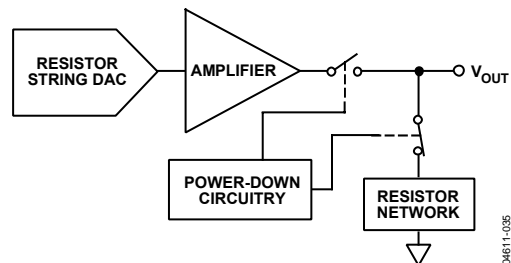 RESISTOR
STRING DAC
AMPLIFIER
VOUT
POWER-DOWN
CIRCUITRY
RESISTOR
NETWORK
04611-035